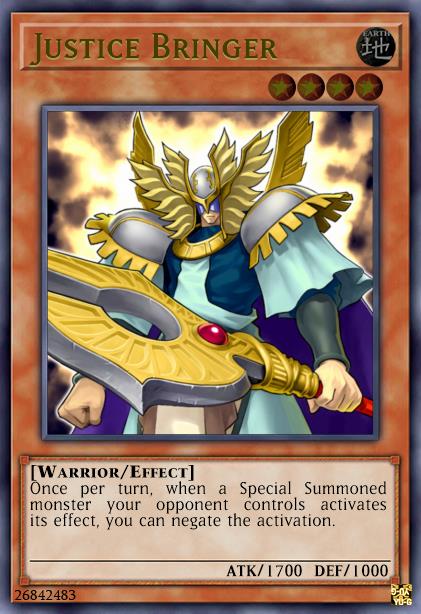 Justice Bringer
EARTH
地
[Warrior/Effect]
Once per turn, when a Special Summoned
monster your opponent controls activates
its effect, you can negate the activation.
ATK/1700 DEF/1000
26842483